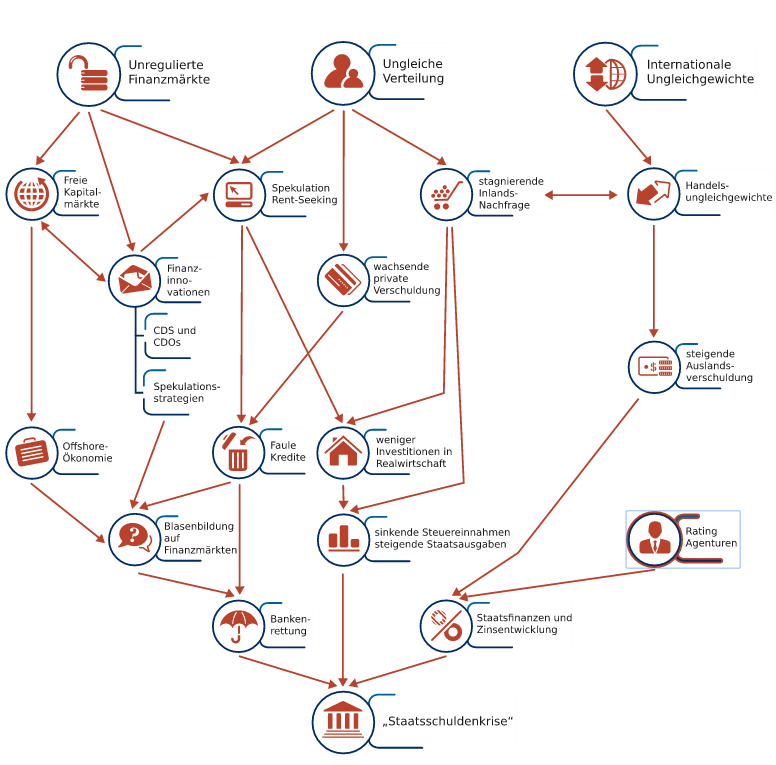 Unregulierte
Finanzmärkte
Ungleiche
Verteilung
Internationale
Ungleichgewichte
Freie
Kapital-
märkte
Spekulation
Rent-Seeking
stagnierende
Inlands-
Nachfrage
Handels-
ungleichgewichte
Finanz-
inno-
vationen
wachsende
private
Verschuldung
CDS und
CDOs
Spekulations-
strategien
steigende
Auslands-
verschuldung
Offshore-
Ökonomie
Faule
Kredite
weniger
Investitionen in
Realwirtschaft
Blasenbildung
auf
Finanzmärkten
sinkende Steuereinnahmen
steigende Staatsausgaben
Rating
Agenturen
Banken-
rettung
Staatsfinanzen und
Zinsentwicklung
„Staatsschuldenkrise“